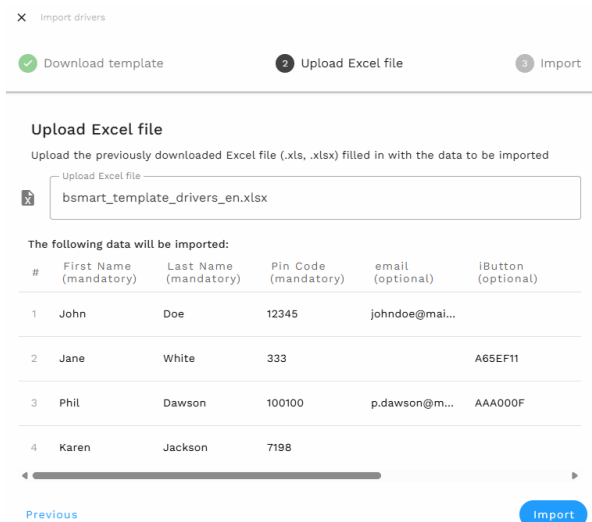 Import drivers
Download template 2 Upload Excel file 3 Import
Upload Excel file
Upload the previously downloaded Excel file (.xls, .xlsx) filled in with the data to be imported
Upload Excel file
bsmart_template_drivers_en.xlsx
The following data will be imported:
# First Name (mandatory) Last Name (mandatory) Pin Code (mandatory) email (optional) iButton (optional)
1 John Doe 12345 johndoe@mai...
2 Jane White 333 A65EF11
3 Phil Dawson 100100 p.dawson@m... AAA000F
4 Karen Jackson 7198
Previous Import